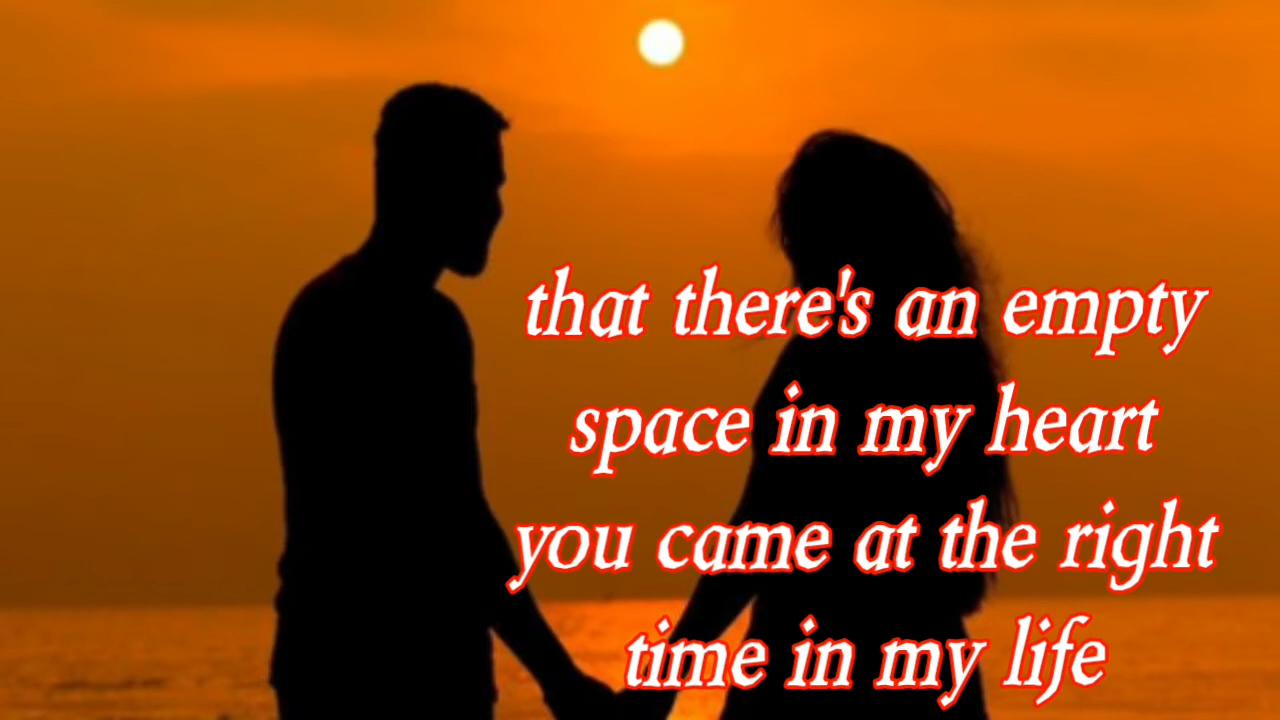 that there's an empty
space in my heart
you came at the right
time in my life